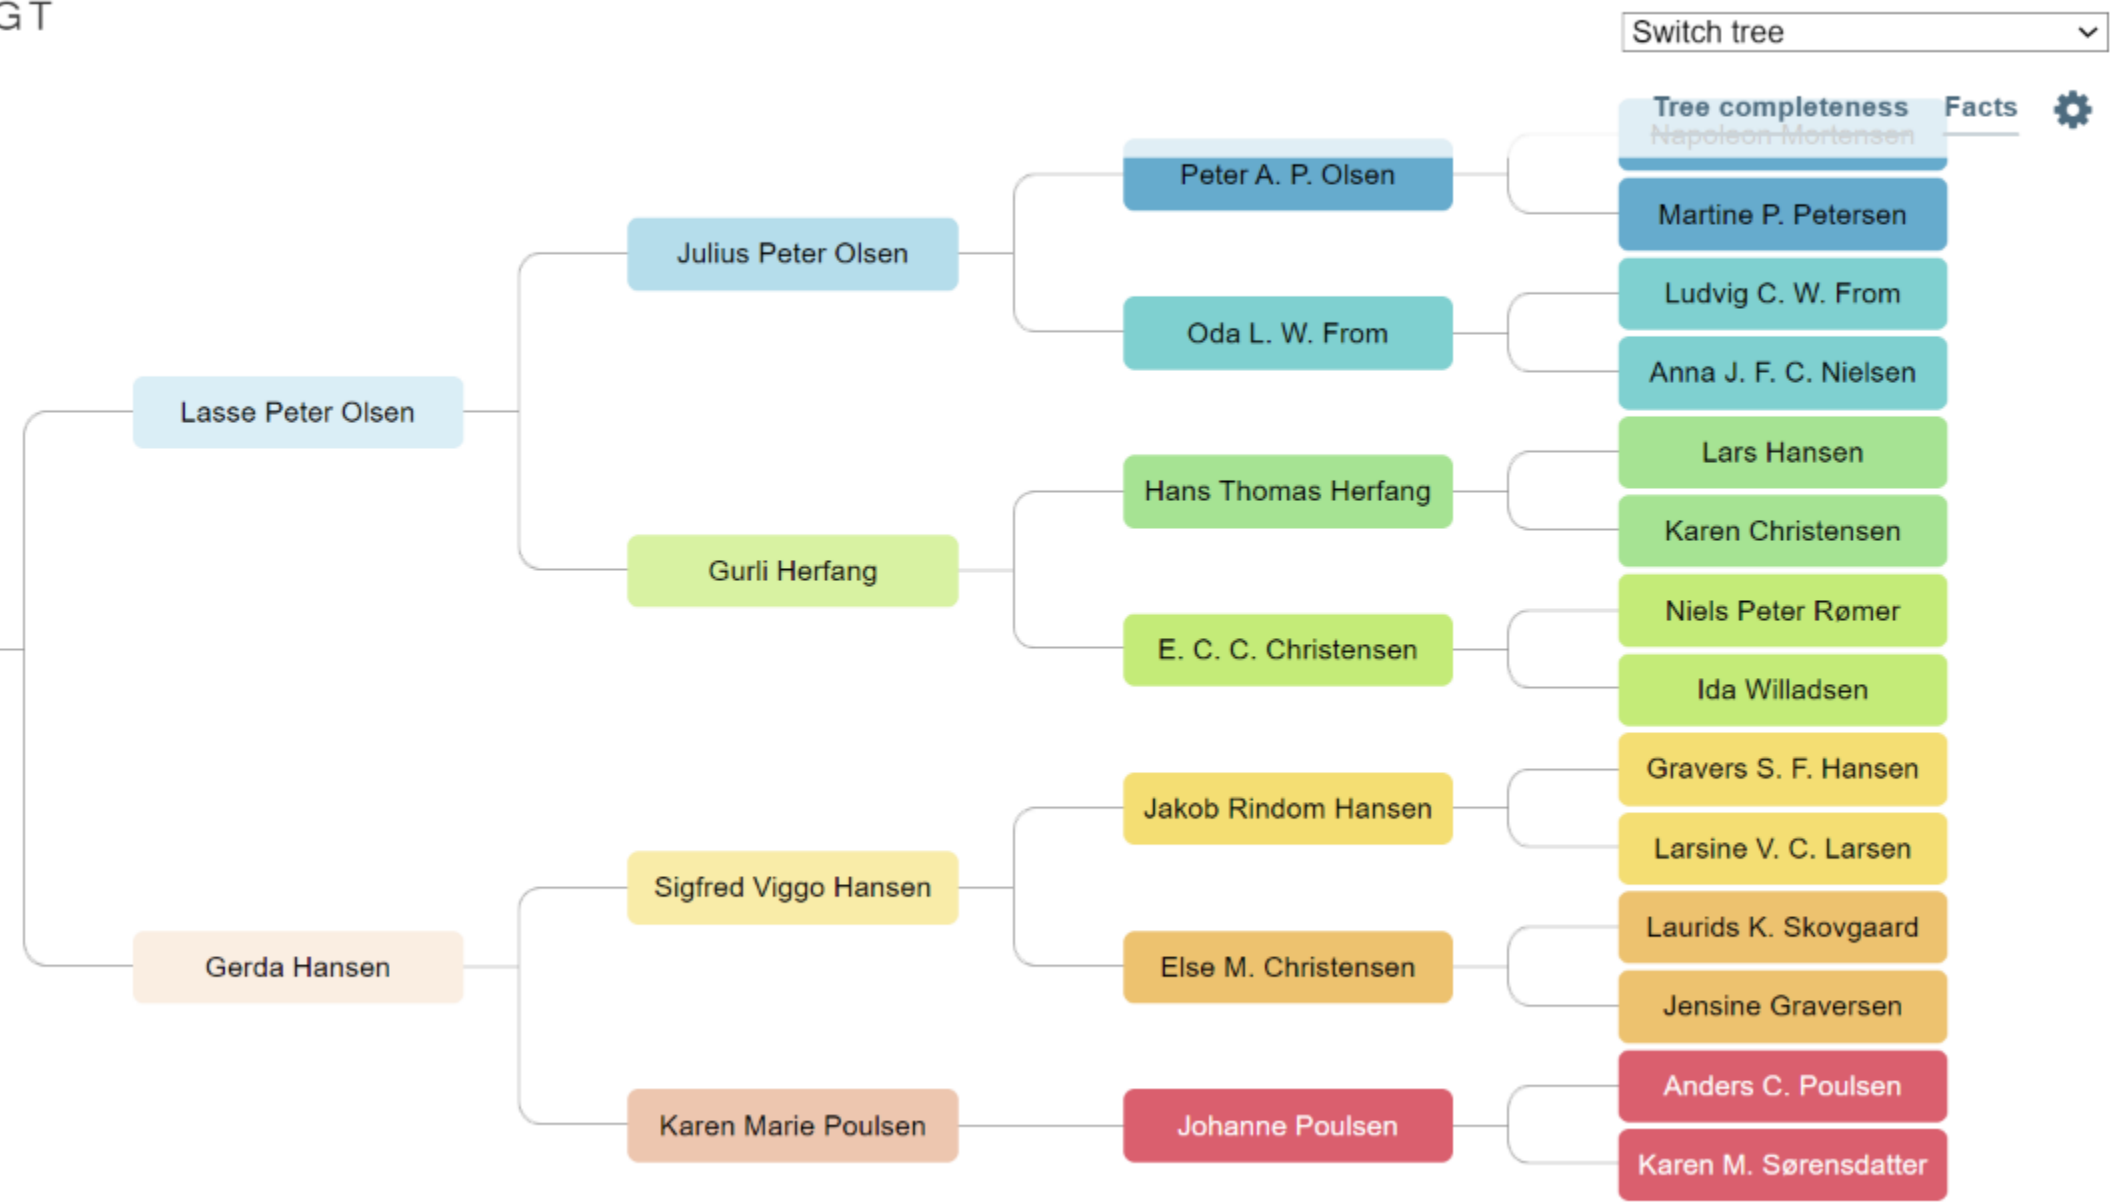 GT
Switch tree
Tree completeness Facts
Napoleon Mortensen
Peter A. P. Olsen
Martine P. Petersen
Julius Peter Olsen
Ludvig C. W. From
Oda L. W. From
Anna J. F. C. Nielsen
Lasse Peter Olsen
Lars Hansen
Hans Thomas Herfang
Karen Christensen
Gurli Herfang
Niels Peter Rømer
E. C. C. Christensen
Ida Willadsen
Gravers S. F. Hansen
Jakob Rindom Hansen
Larsine V. C. Larsen
Sigfred Viggo Hansen
Laurids K. Skovgaard
Gerda Hansen
Else M. Christensen
Jensine Graversen
Anders C. Poulsen
Karen Marie Poulsen
Johanne Poulsen
Karen M. Sørensdatter